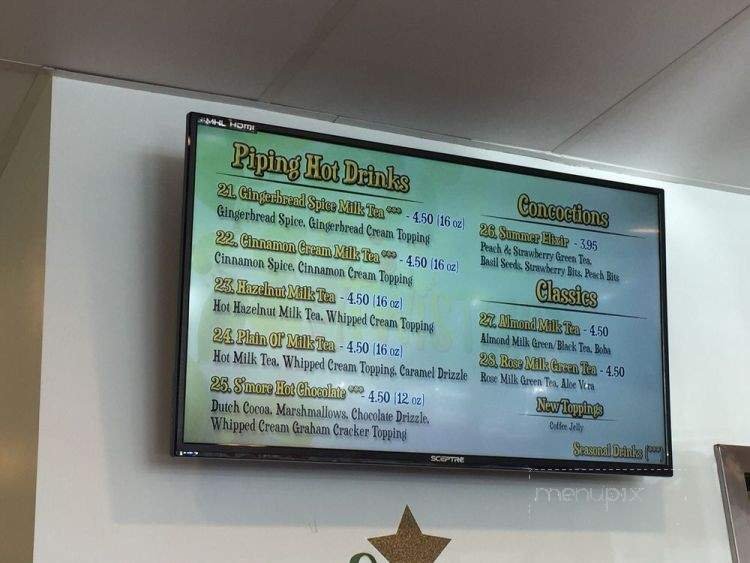 MHL HDMI
Piping Hot Drinks
21. Gingerbread Spice Milk Tea *** - 4.50 (16 oz)
Gingerbread Spice, Gingerbread Cream Topping
22. Cinnamon Cream Milk Tea *** - 4.50 (16 oz)
Cinnamon Spice, Cinnamon Cream Topping
23. Hazelnut Milk Tea - 4.50 (16 oz)
Hot Hazelnut Milk Tea, Whipped Cream Topping
24. Plain Ol' Milk Tea - 4.50 (16 oz)
Hot Milk Tea, Whipped Cream Topping, Caramel Drizzle
25. S'more Hot Chocolate *** - 4.50 (12 oz)
Dutch Cocoa, Marshmallows, Chocolate Drizzle,
Whipped Cream Graham Cracker Topping
Concoctions
26. Summer Elixir - 3.95
Peach & Strawberry Green Tea,
Basil Seeds, Strawberry Bits, Peach Bits
Classics
27. Almond Milk Tea - 4.50
Almond Milk Green/Black Tea, Boba
28. Rose Milk Green Tea - 4.50
Rose Milk Green Tea, Aloe Vera
New Toppings
Coffee Jelly
Seasonal Drinks (***
SCEPTRE
menupix